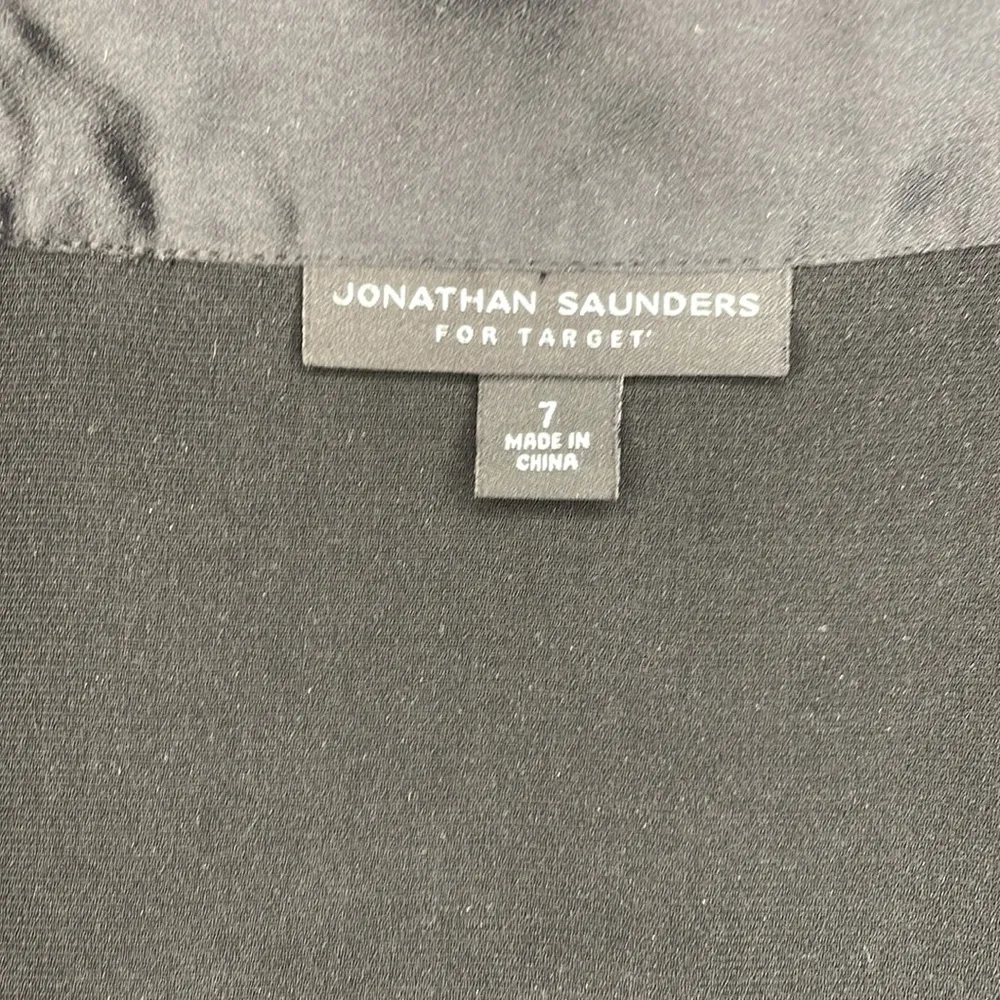 JONATHAN SAUNDERS
FOR TARGET®
7
MADE IN
CHINA